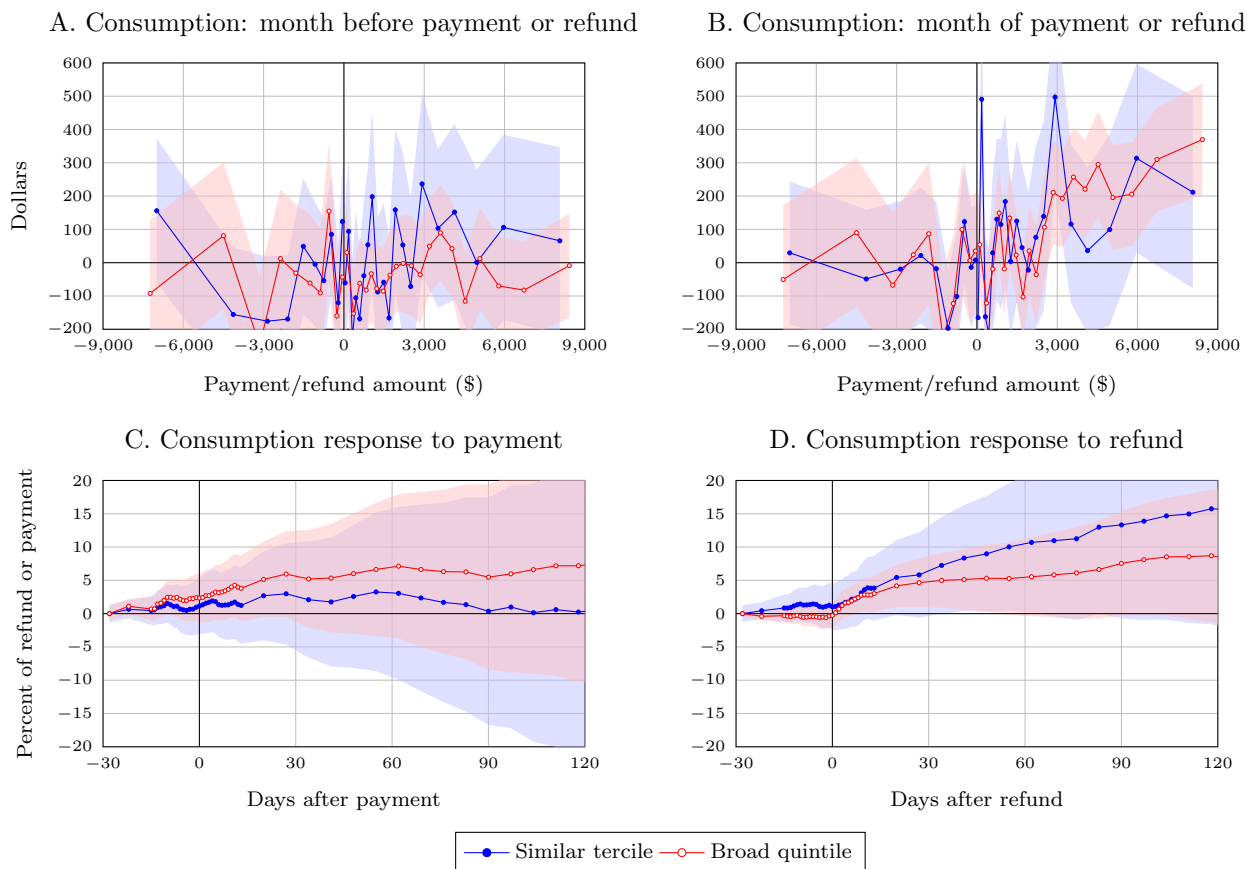 A. Consumption: month before payment or refund
600
500
400
300
200
100
0
−100
−200
Dollars
−9,000 −6,000 −3,000 0 3,000 6,000 9,000
Payment/refund amount ($)
B. Consumption: month of payment or refund
600
500
400
300
200
100
0
−100
−200
−9,000 −6,000 −3,000 0 3,000 6,000 9,000
Payment/refund amount ($)
C. Consumption response to payment
20
15
10
5
0
−5
−10
−15
−20
Percent of refund or payment
−30 0 30 60 90 120
Days after payment
D. Consumption response to refund
20
15
10
5
0
−5
−10
−15
−20
−30 0 30 60 90 120
Days after refund
Similar tercile Broad quintile